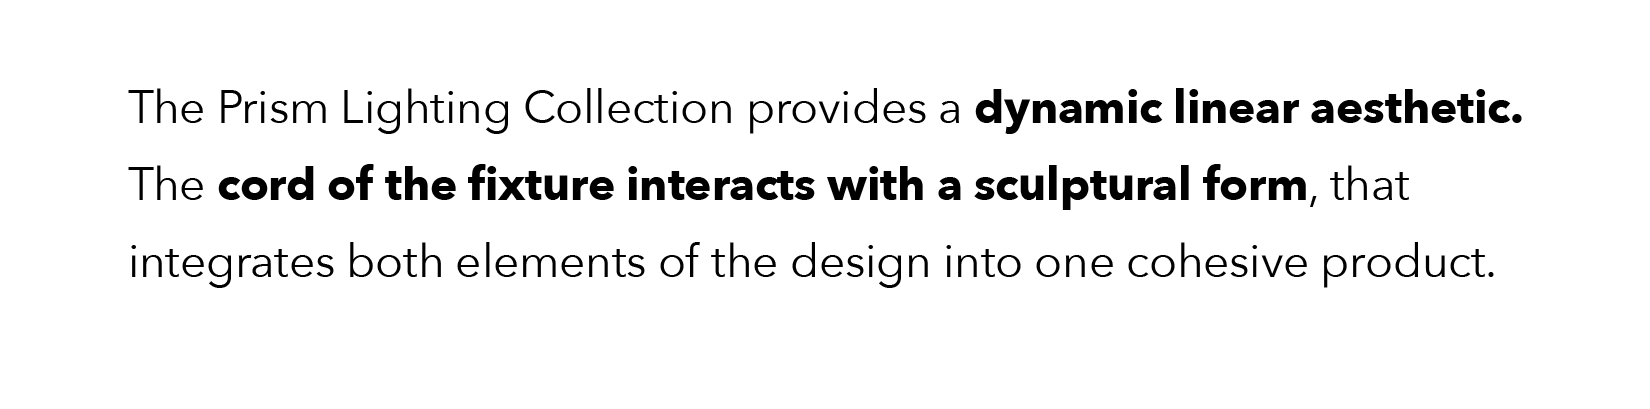 The Prism Lighting Collection provides a dynamic linear aesthetic.
The cord of the fixture interacts with a sculptural form, that
integrates both elements of the design into one cohesive product.